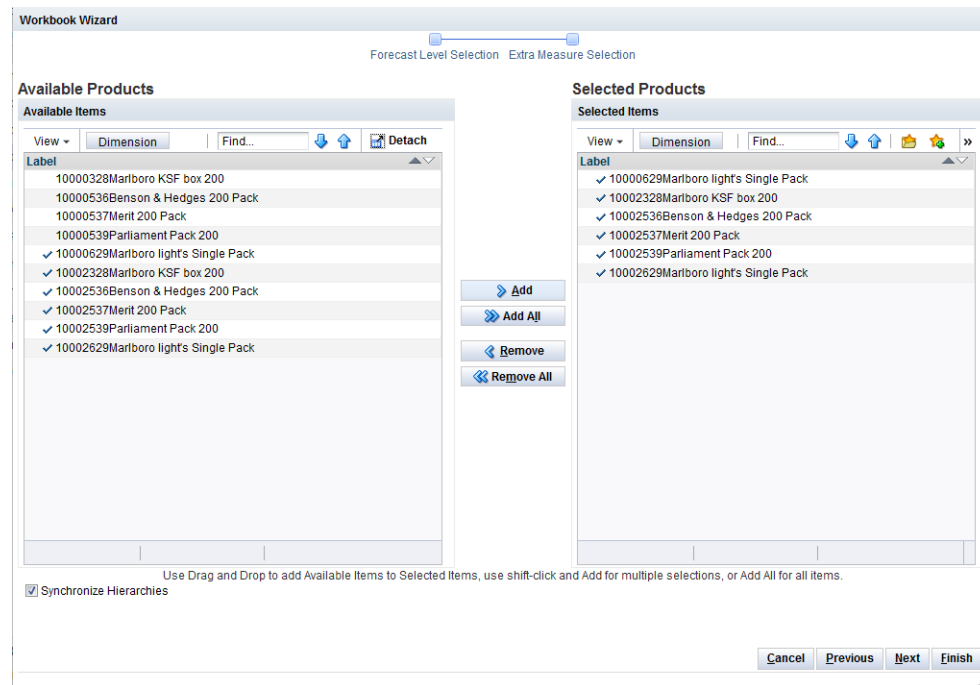 Workbook Wizard
Forecast Level Selection Extra Measure Selection
Available Products
Available Items
View Dimension Find... Detach
Label
10000328Marlboro KSF box 200
10000536Benson & Hedges 200 Pack
10000537Merit 200 Pack
10000539Parliament Pack 200
10000629Marlboro light's Single Pack
10002328Marlboro KSF box 200
10002536Benson & Hedges 200 Pack
10002537Merit 200 Pack
10002539Parliament Pack 200
10002629Marlboro light's Single Pack
Add
Add All
Remove
Remove All
Selected Products
Selected Items
View Dimension Find... »
Label
10000629Marlboro light's Single Pack
10002328Marlboro KSF box 200
10002536Benson & Hedges 200 Pack
10002537Merit 200 Pack
10002539Parliament Pack 200
10002629Marlboro light's Single Pack
Use Drag and Drop to add Available Items to Selected Items, use shift-click and Add for multiple selections, or Add All for all items.
Synchronize Hierarchies
Cancel Previous Next Finish